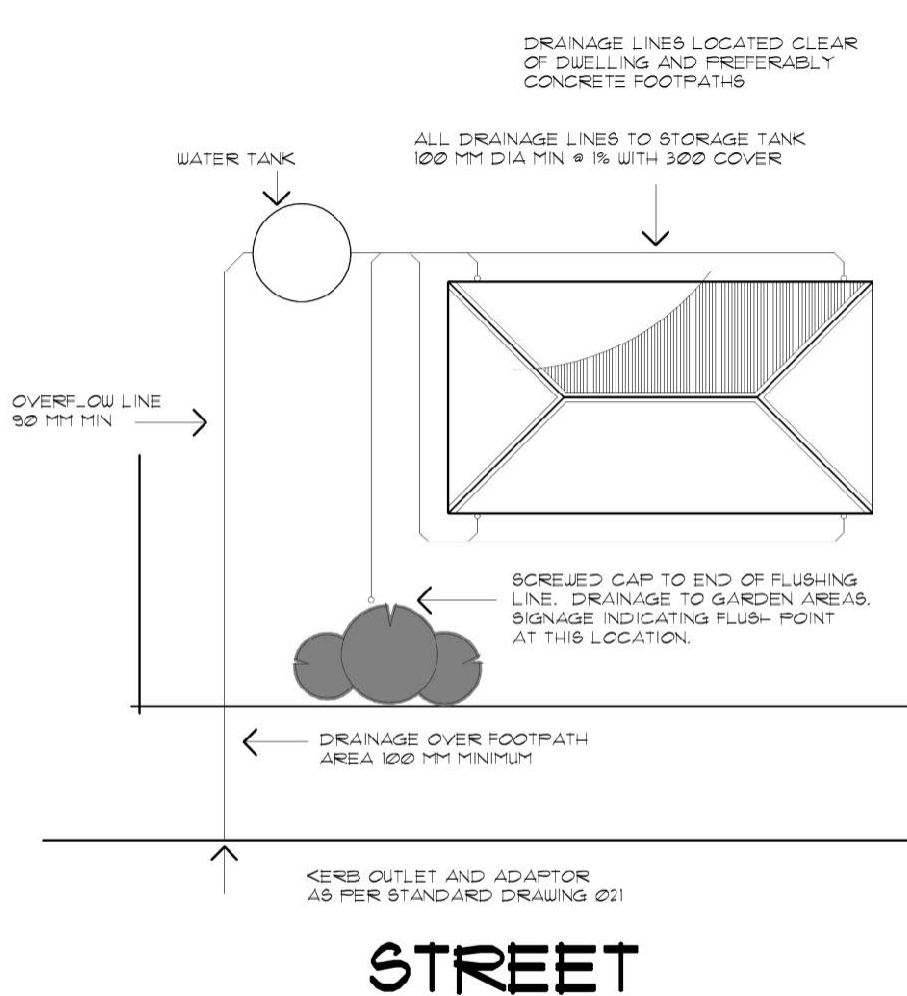 DRAINAGE LINES LOCATED CLEAR
OF DWELLING AND PREFERABLY
CONCRETE FOOTPATHS
ALL DRAINAGE LINES TO STORAGE TANK
100 MM DIA MIN @ 1% WITH 300 COVER
WATER TANK
OVERFLOW LINE
90 MM MIN
SCREWED CAP TO END OF FLUSHING
LINE. DRAINAGE TO GARDEN AREAS.
SIGNAGE INDICATING FLUSH POINT
AT THIS LOCATION.
DRAINAGE OVER FOOTPATH
AREA 100 MM MINIMUM
KERB OUTLET AND ADAPTOR
AS PER STANDARD DRAWING 021
STREET